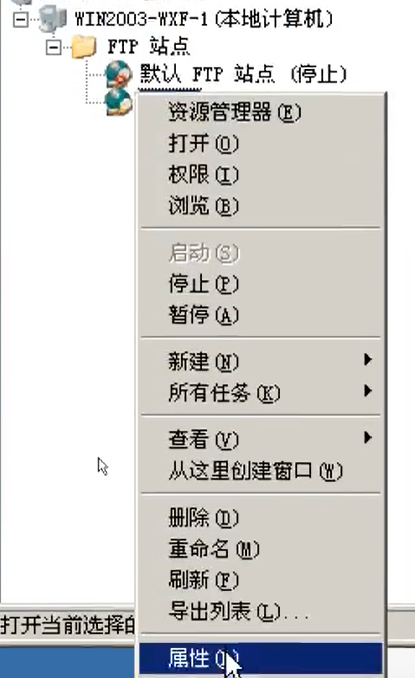 WIN2003-WXF-1(本地计算机)
FTP 站点
默认 FTP 站点 (停止)
资源管理器(E)
打开(O)
权限(I)
浏览(B)
启动(S)
停止(P)
暂停(A)
新建(N)
所有任务(K)
查看(V)
从这里创建窗口(W)
删除(D)
重命名(M)
刷新(F)
导出列表(L)...
打开当前选择的
属性